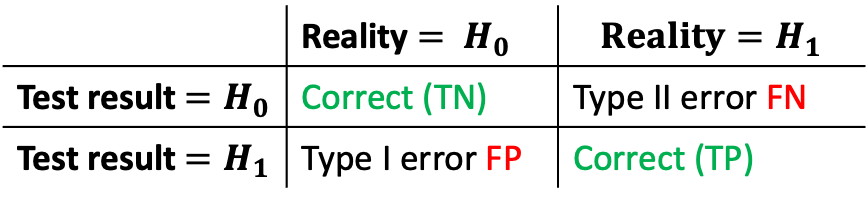 Reality = H₀ Reality = H₁
Test result = H₀ Correct (TN) Type II error FN
Test result = H₁ Type I error FP Correct (TP)